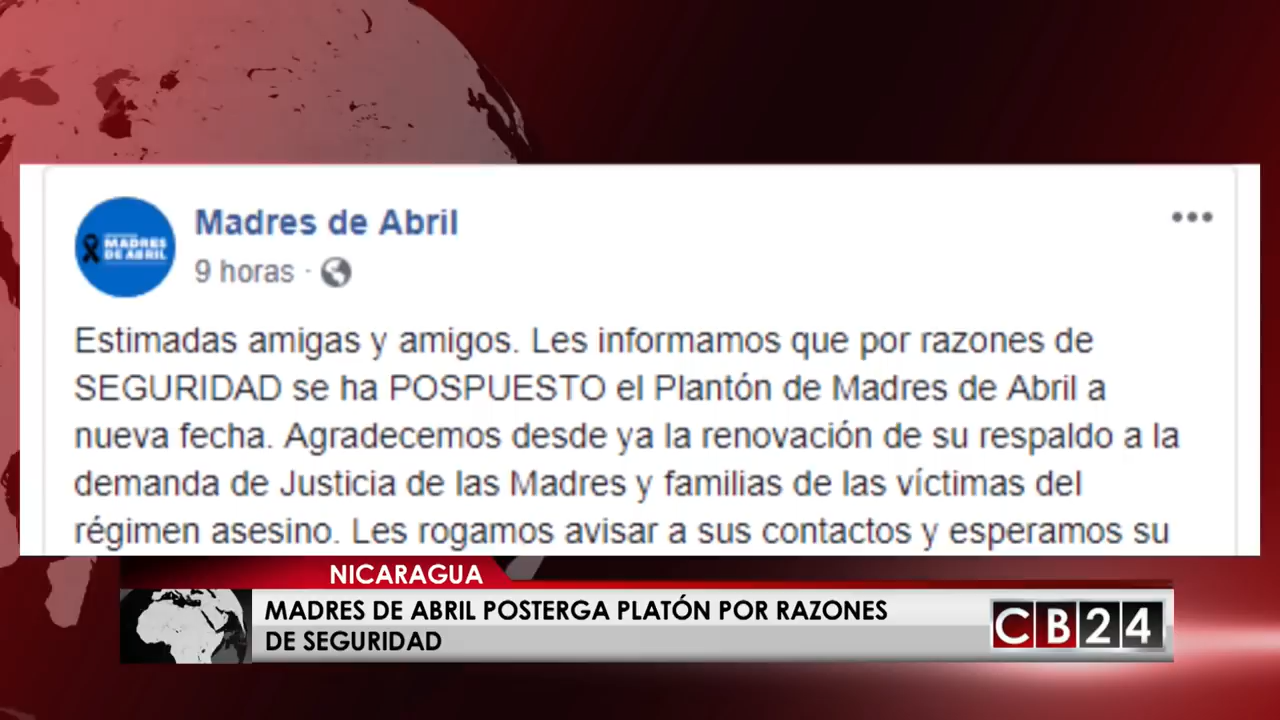 Madres de Abril
MADRES
DE ABRIL
9 horas ·
Estimadas amigas y amigos. Les informamos que por razones de
SEGURIDAD se ha POSPUESTO el Plantón de Madres de Abril a
nueva fecha. Agradecemos desde ya la renovación de su respaldo a la
demanda de Justicia de las Madres y familias de las víctimas del
régimen asesino. Les rogamos avisar a sus contactos y esperamos su
NICARAGUA
MADRES DE ABRIL POSTERGA PLATÓN POR RAZONES
DE SEGURIDAD
CB24